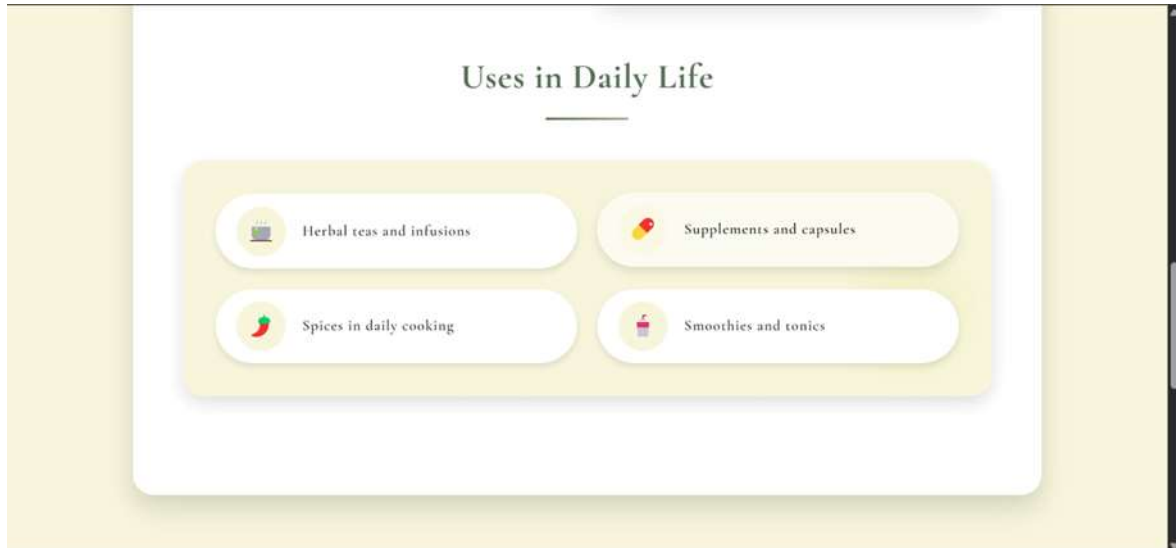 Uses in Daily Life
Herbal teas and infusions
Supplements and capsules
Spices in daily cooking
Smoothies and tonics